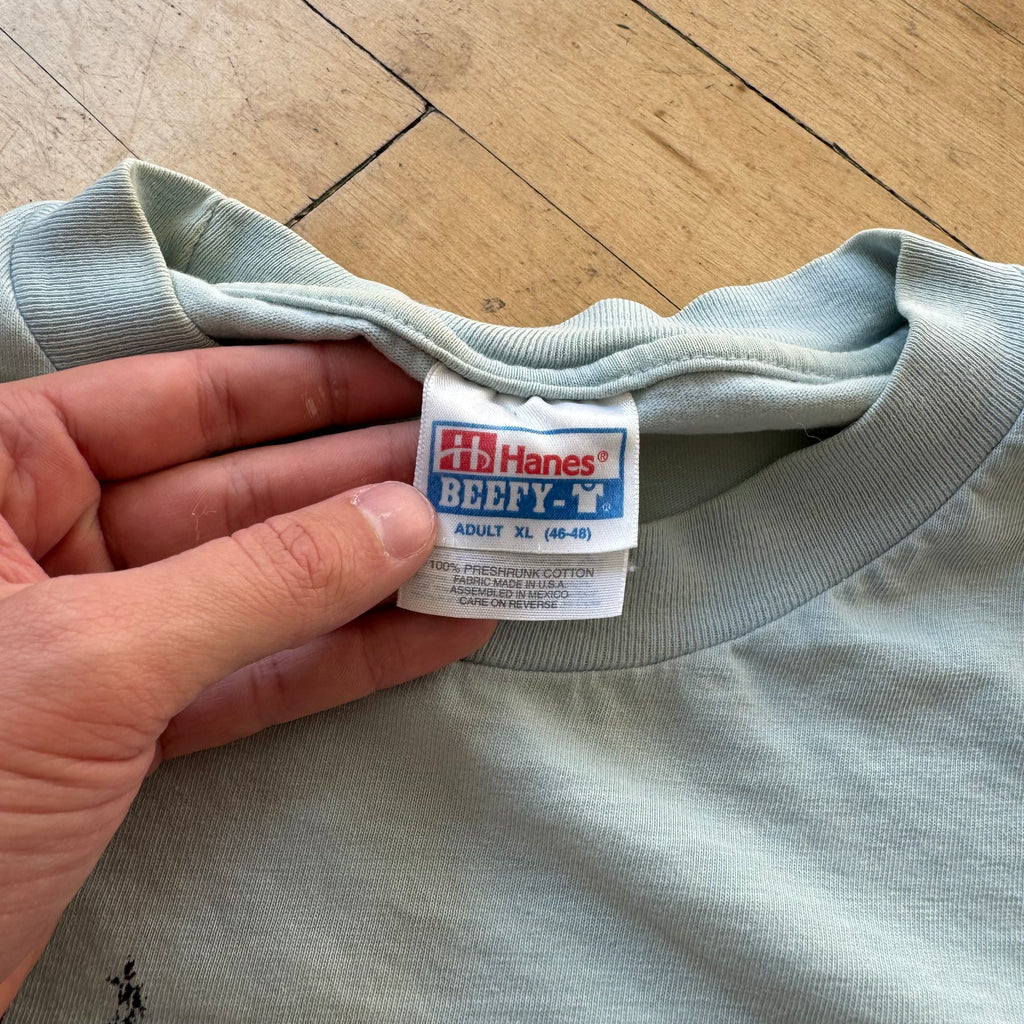 Hanes®
BEEFY-T®
ADULT XL (46-48)
100% PRESHRUNK COTTON
FABRIC MADE IN U.S.A.
ASSEMBLED IN MEXICO
CARE ON REVERSE